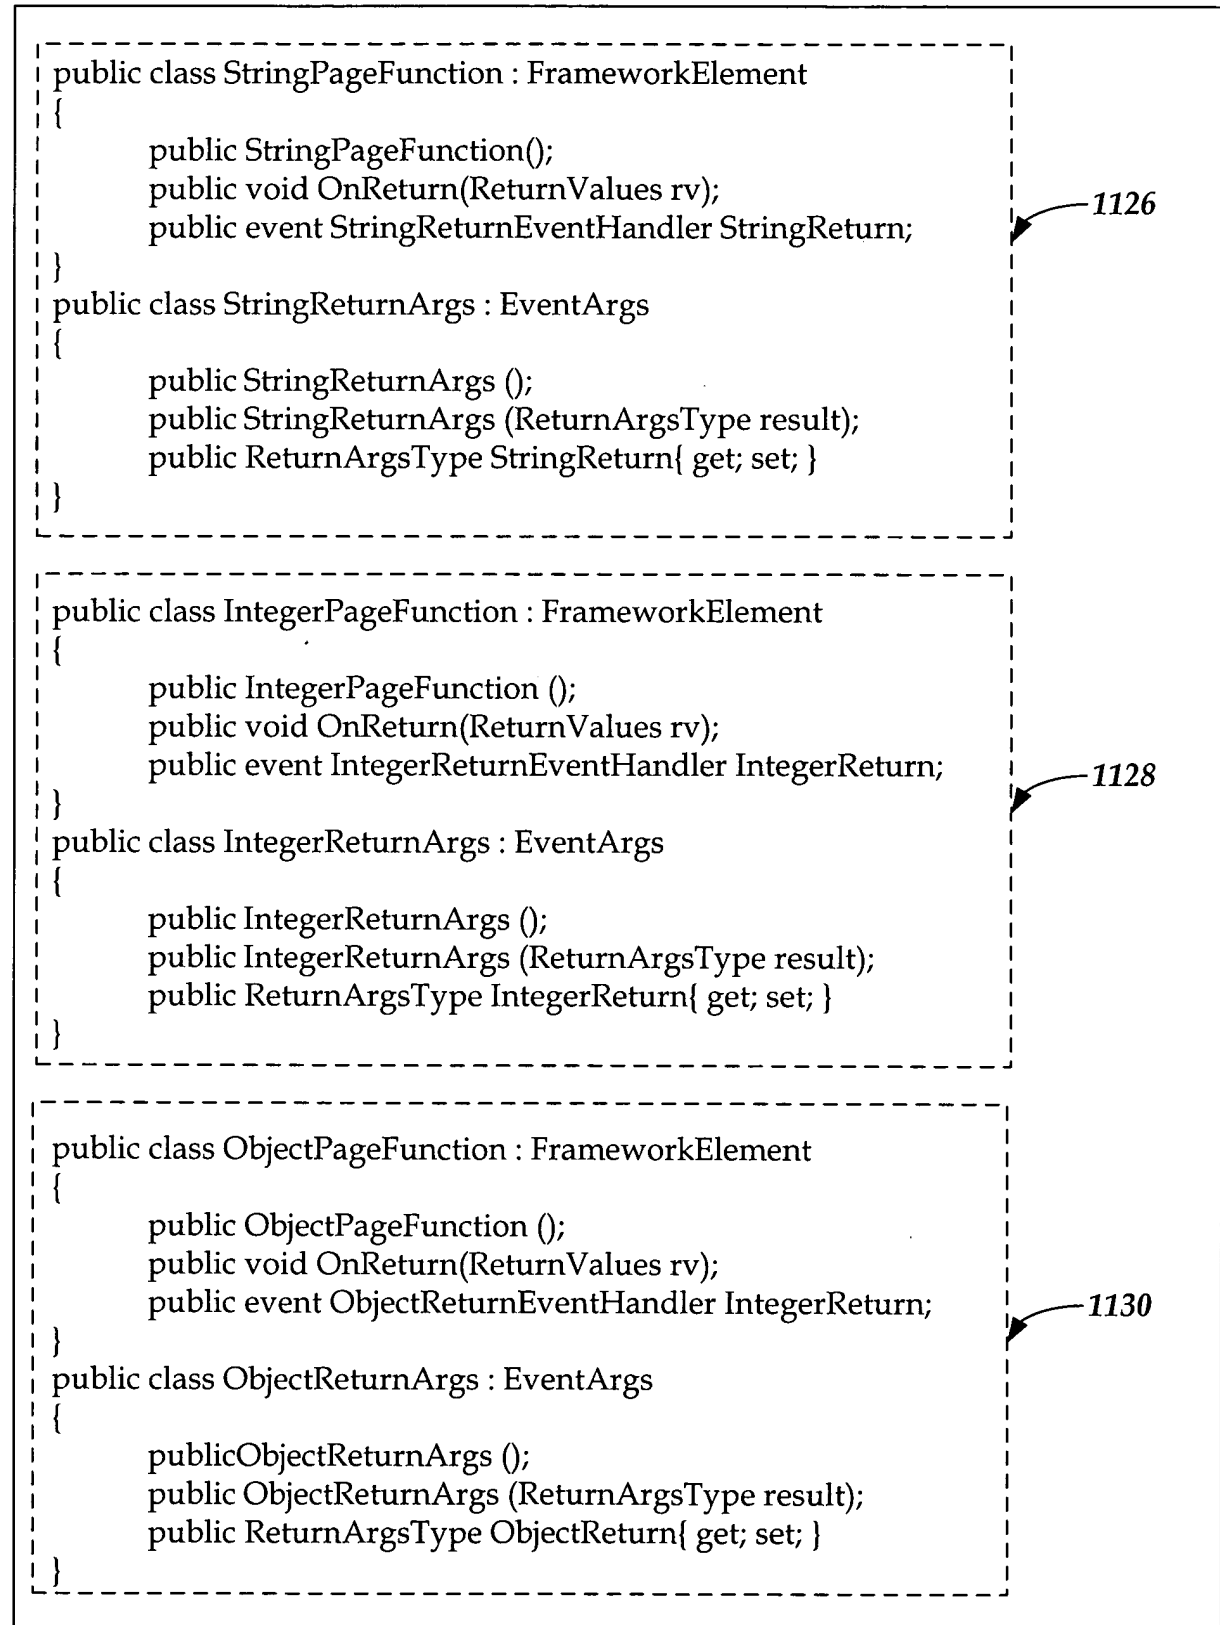 public class StringPageFunction : FrameworkElement
{
public StringPageFunction();
public void OnReturn(ReturnValues rv);
public event StringReturnEventHandler StringReturn;
}
public class StringReturnArgs : EventArgs
{
public StringReturnArgs ();
public StringReturnArgs (ReturnArgsType result);
public ReturnArgsType StringReturn{ get; set; }
}
1126
public class IntegerPageFunction : FrameworkElement
{
public IntegerPageFunction ();
public void OnReturn(ReturnValues rv);
public event IntegerReturnEventHandler IntegerReturn;
}
public class IntegerReturnArgs : EventArgs
{
public IntegerReturnArgs ();
public IntegerReturnArgs (ReturnArgsType result);
public ReturnArgsType IntegerReturn{ get; set; }
}
1128
public class ObjectPageFunction : FrameworkElement
{
public ObjectPageFunction ();
public void OnReturn(ReturnValues rv);
public event ObjectReturnEventHandler IntegerReturn;
}
public class ObjectReturnArgs : EventArgs
{
publicObjectReturnArgs ();
public ObjectReturnArgs (ReturnArgsType result);
public ReturnArgsType ObjectReturn{ get; set; }
}
1130